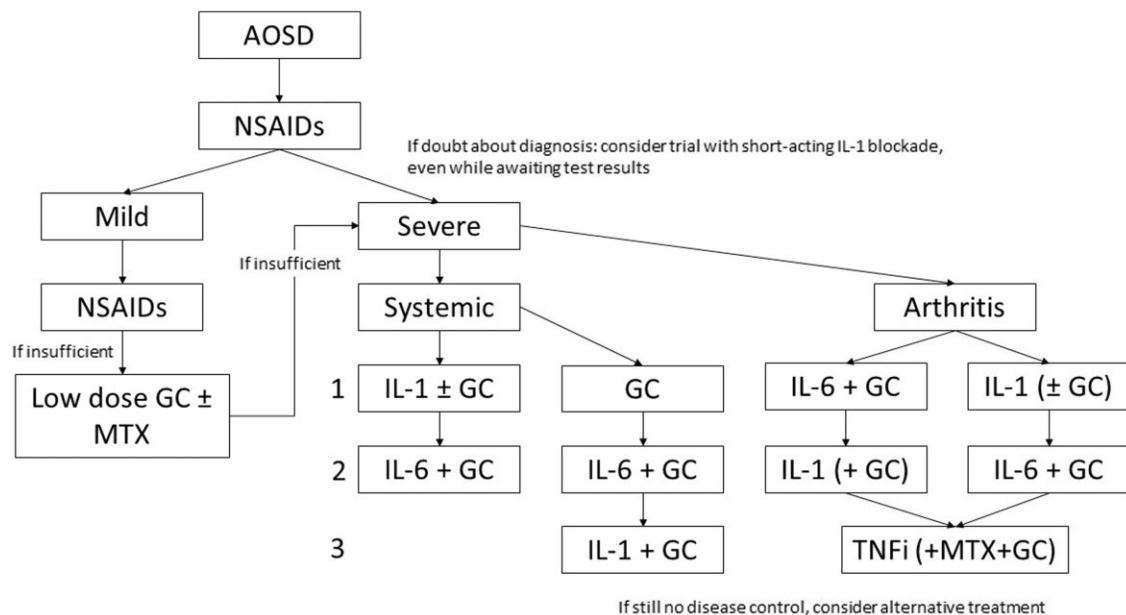 AOSD
NSAIDs
If doubt about diagnosis: consider trial with short-acting IL-1 blockade,
even while awaiting test results
Mild
Severe
If insufficient
NSAIDs
Systemic
Arthritis
If insufficient
Low dose GC ±
MTX
1
IL-1 ± GC
GC
IL-6 + GC
IL-1 (± GC)
2
IL-6 + GC
IL-6 + GC
IL-1 (+ GC)
IL-6 + GC
3
IL-1 + GC
TNFi (+MTX+GC)
If still no disease control, consider alternative treatment